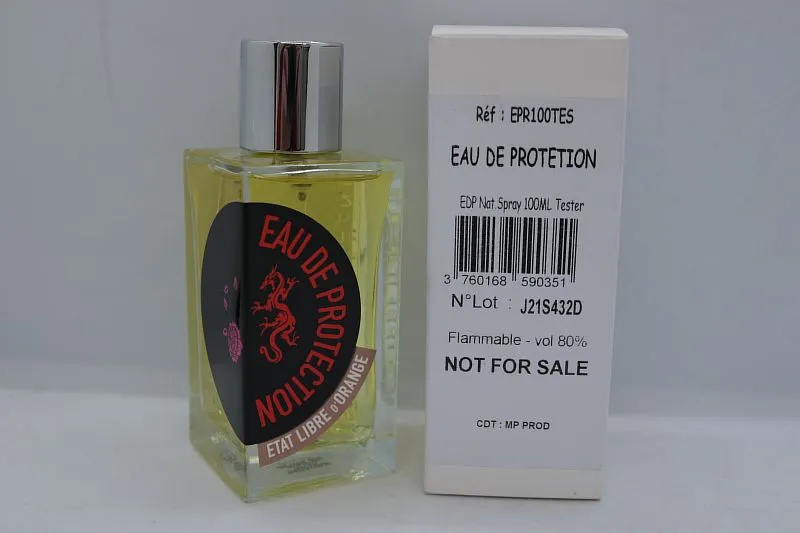 EAU DE PROTECTION
ETAT LIBRE D'ORANGE
Réf : EPR100TES
EAU DE PROTETION
EDP Nat.Spray 100ML Tester
3 760168 590351
N°Lot : J21S432D
Flammable - vol 80%
NOT FOR SALE
CDT : MP PROD